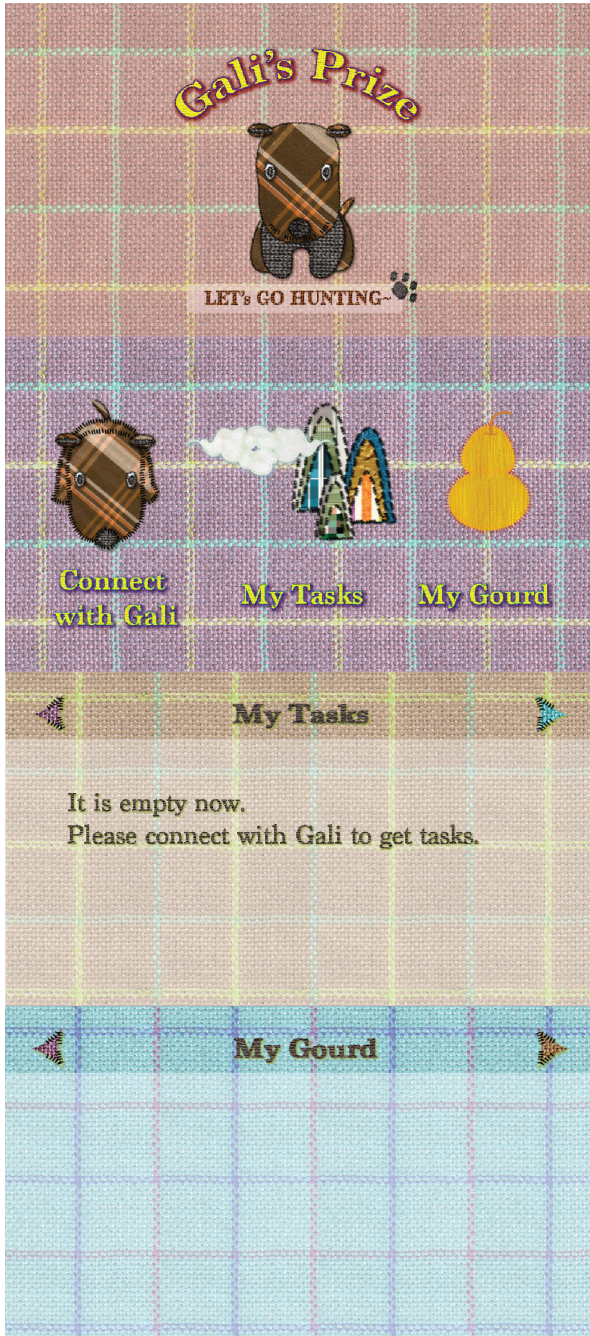 Gali's Prize
LET's GO HUNTING~
Connect
with Gali
My Tasks
My Gourd
My Tasks
It is empty now.
Please connect with Gali to get tasks.
My Gourd